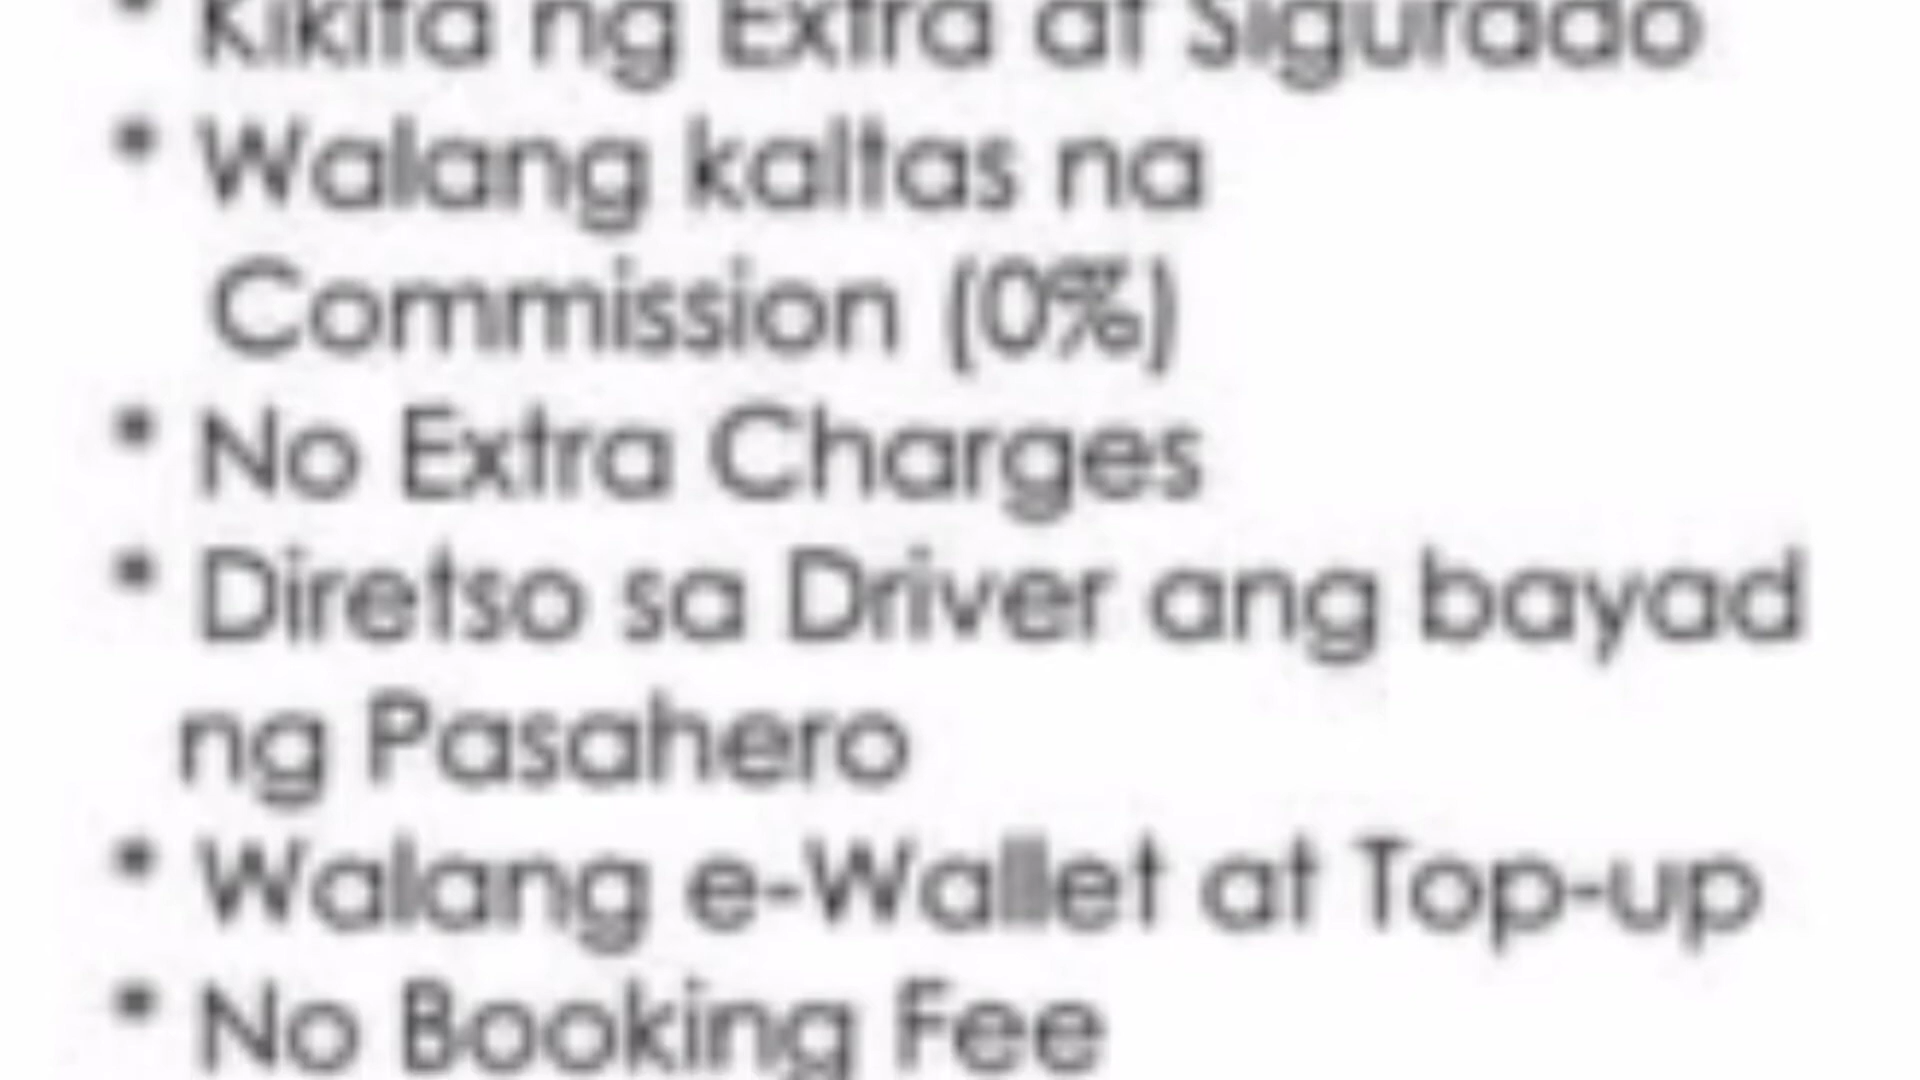 * Kikita ng Extra at Sigurado
* Walang kaltas na
Commission (0%)
* No Extra Charges
* Diretso sa Driver ang bayad
ng Pasahero
* Walang e-Wallet at Top-up
* No Booking Fee